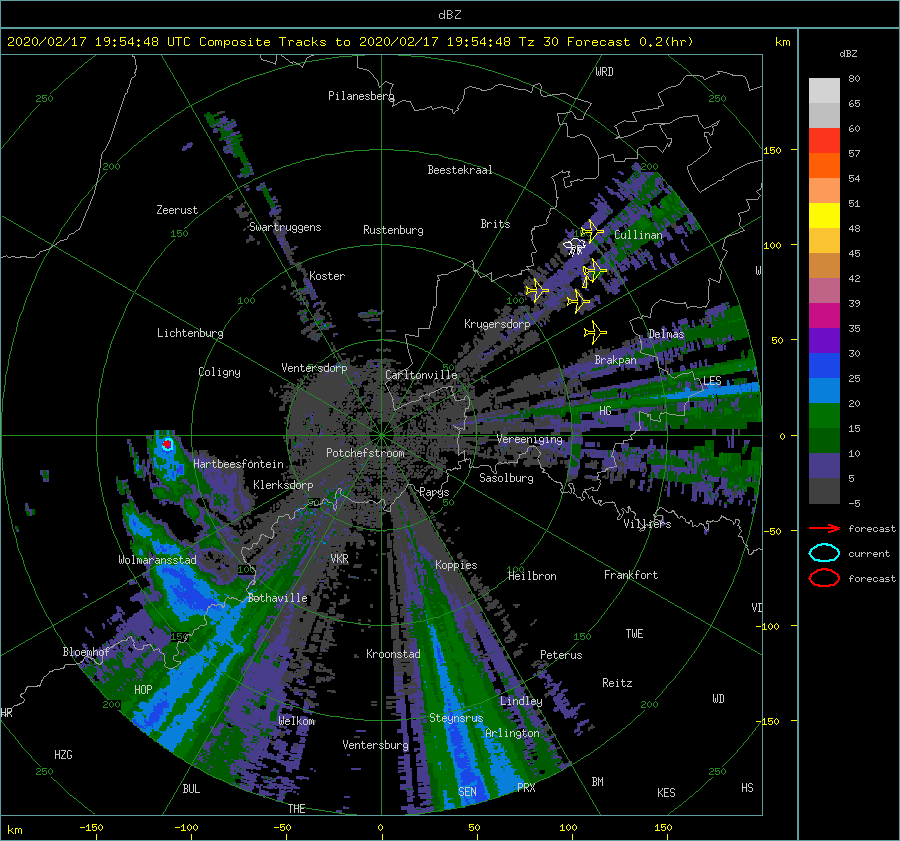 dBZ
2020/02/17 19:54:48 UTC Composite Tracks to 2020/02/17 19:54:48 Tz 30 Forecast 0.2(hr)
km
dBZ
WRD
80
Pilanesberg
250
250
65
60
150
57
200
200
Beestekraal
54
Zeerust
51
150
Swartruggens
Rustenburg
Brits
Cullinan
48
100
45
Koster
W
42
100
100
39
Krugersdorp
35
Lichtenburg
Delmas
50
30
Coligny
Ventersdorp
Carltonville
Brakpan
LES
25
20
HG
15
Vereeniging
0
Potchefstroom
10
Hartbeesfontein
Klerksdorp
Sasolburg
5
50
Parys
50
-5
Villiers
-50
forecast
Wolmaransstad
VKR
current
100
Koppies
100
Heilbron
Frankfort
forecast
Bothaville
VI
-100
150
150
TWE
Bloemhof
Kroonstad
Peterus
HOP
Reitz
200
Lindley
200
WD
HR
Welkom
Steynsrus
-150
Arlington
HZG
Ventersburg
250
250
BUL
SEN
PRX
BM
KES
HS
THE
km
-150
-100
-50
0
50
100
150